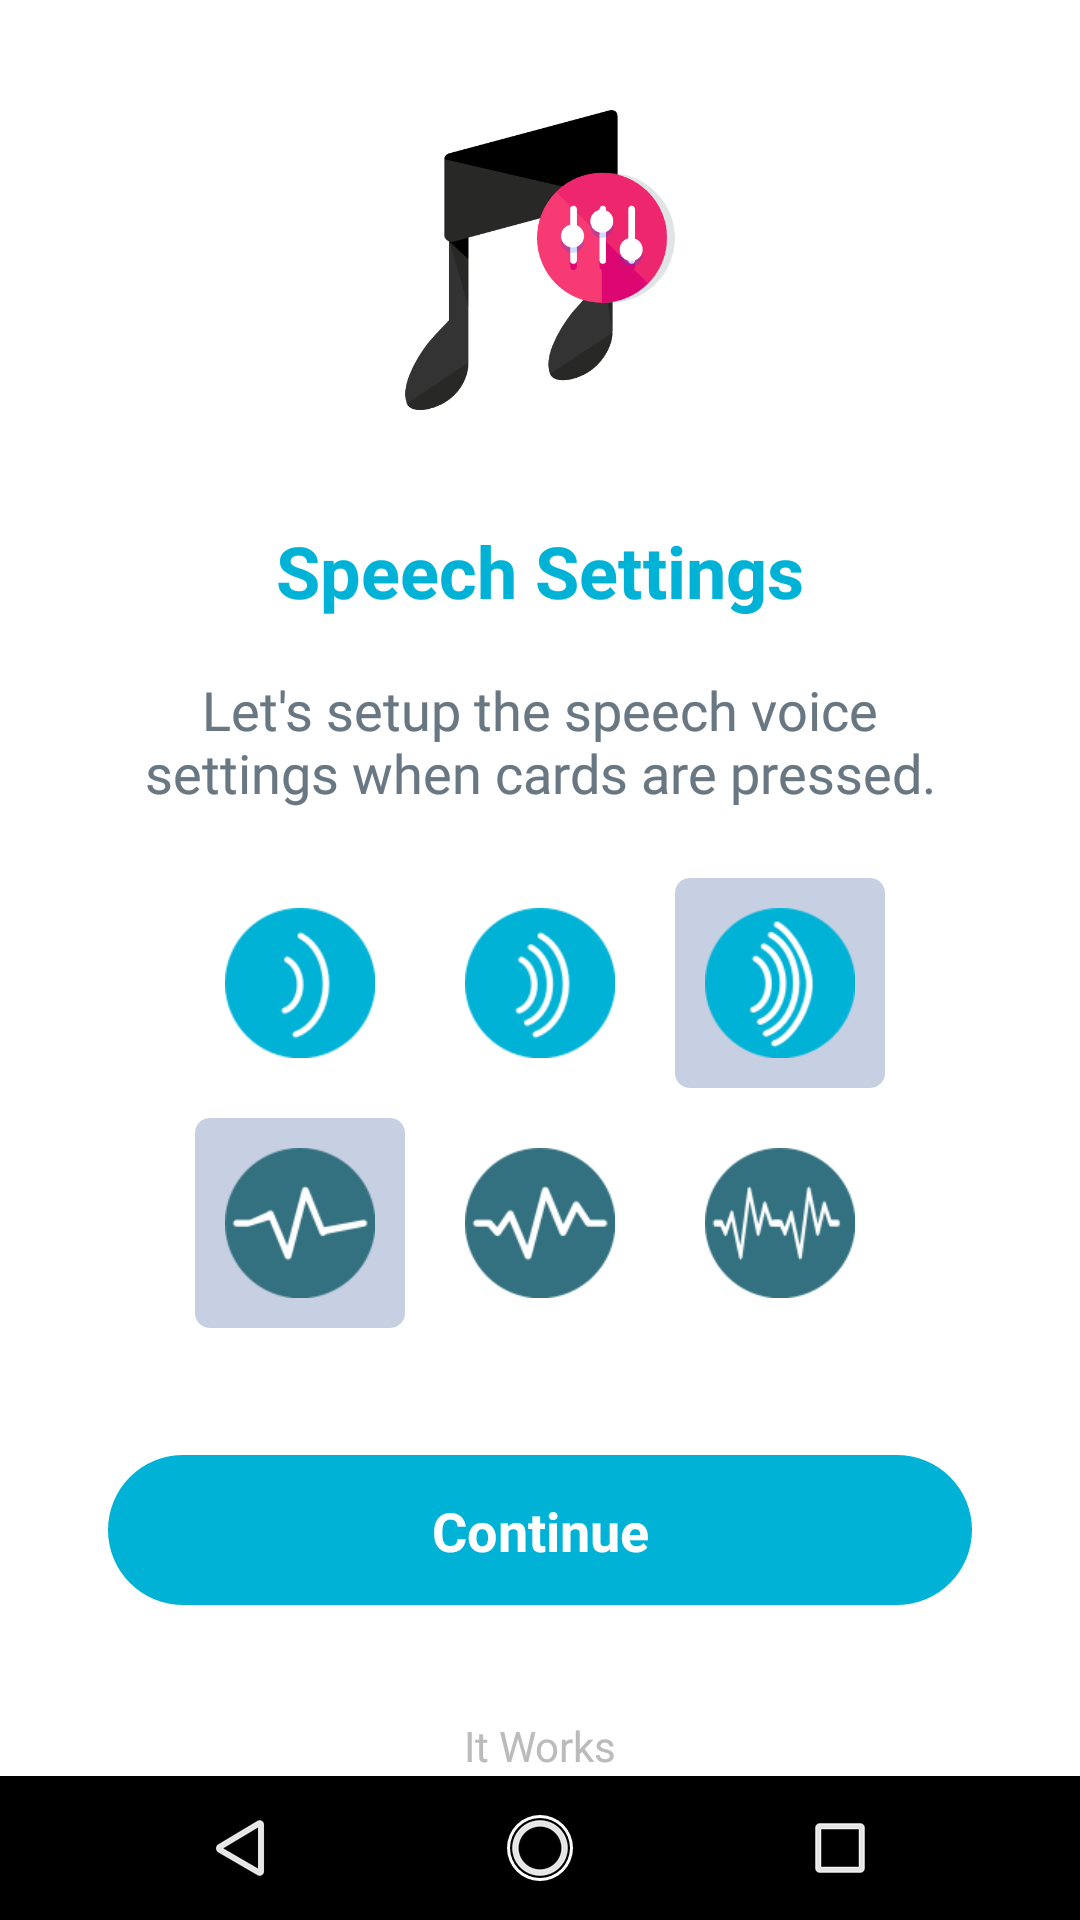 Speech Settings
Let's setup the speech voice
settings when cards are pressed.
Continue
It Works